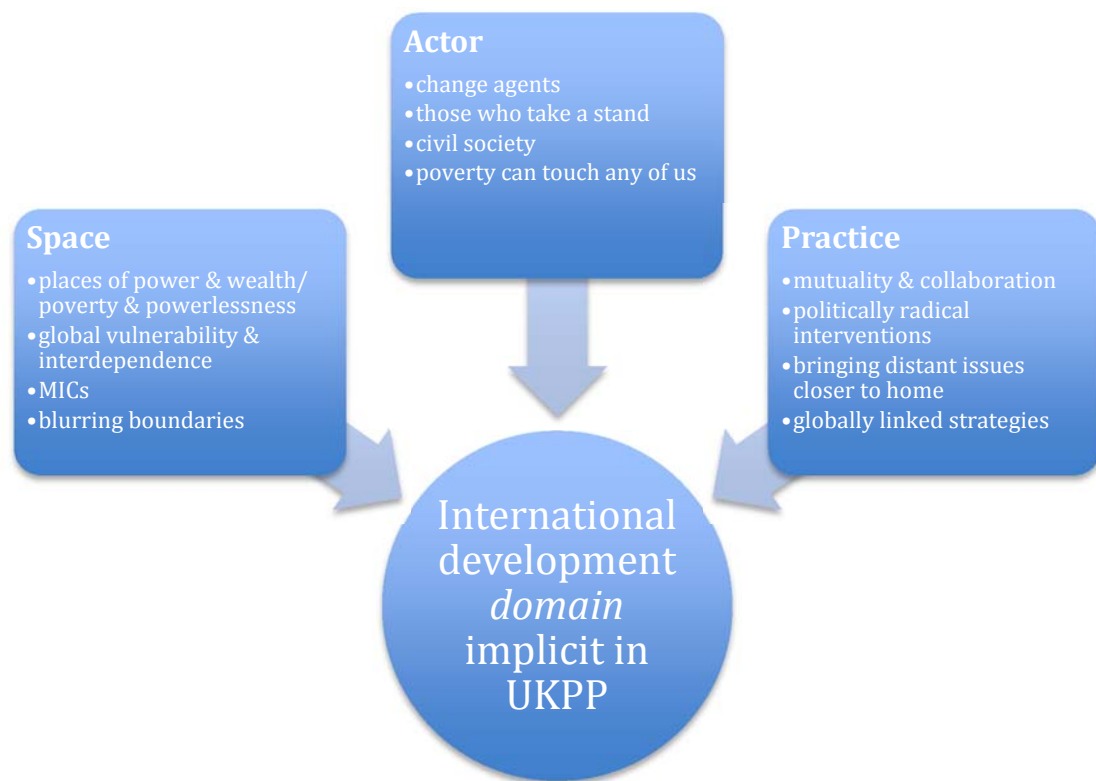 Actor
•change agents
•those who take a stand
•civil society
•poverty can touch any of us
Space
•places of power & wealth/
poverty & powerlessness
•global vulnerability &
interdependence
•MICs
•blurring boundaries
Practice
•mutuality & collaboration
•politically radical
interventions
•bringing distant issues
closer to home
•globally linked strategies
International
development
domain
implicit in
UKPP